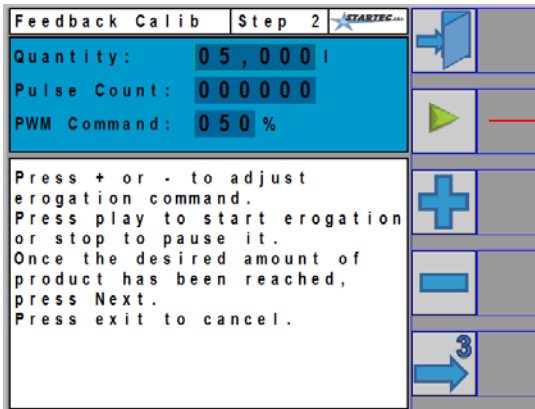 Feedback Calib Step 2 STARTEC
Quantity: 05,000 l
Pulse Count: 000000
PWM Command: 050 %
Press + or - to adjust
erogation command.
Press play to start erogation
or stop to pause it.
Once the desired amount of
product has been reached,
press Next.
Press exit to cancel.
3